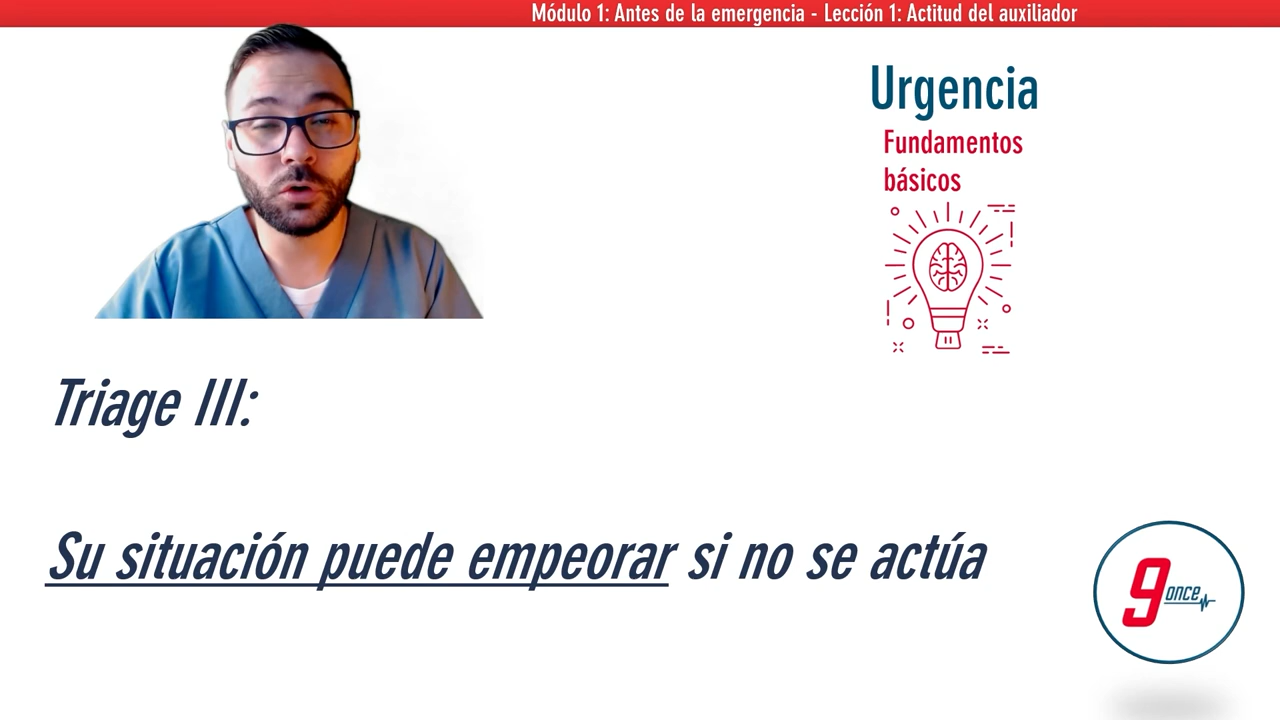 Módulo 1: Antes de la emergencia - Lección 1: Actitud del auxiliador
Urgencia
Fundamentos
básicos
Triage III:
Su situación puede empeorar si no se actúa
9once